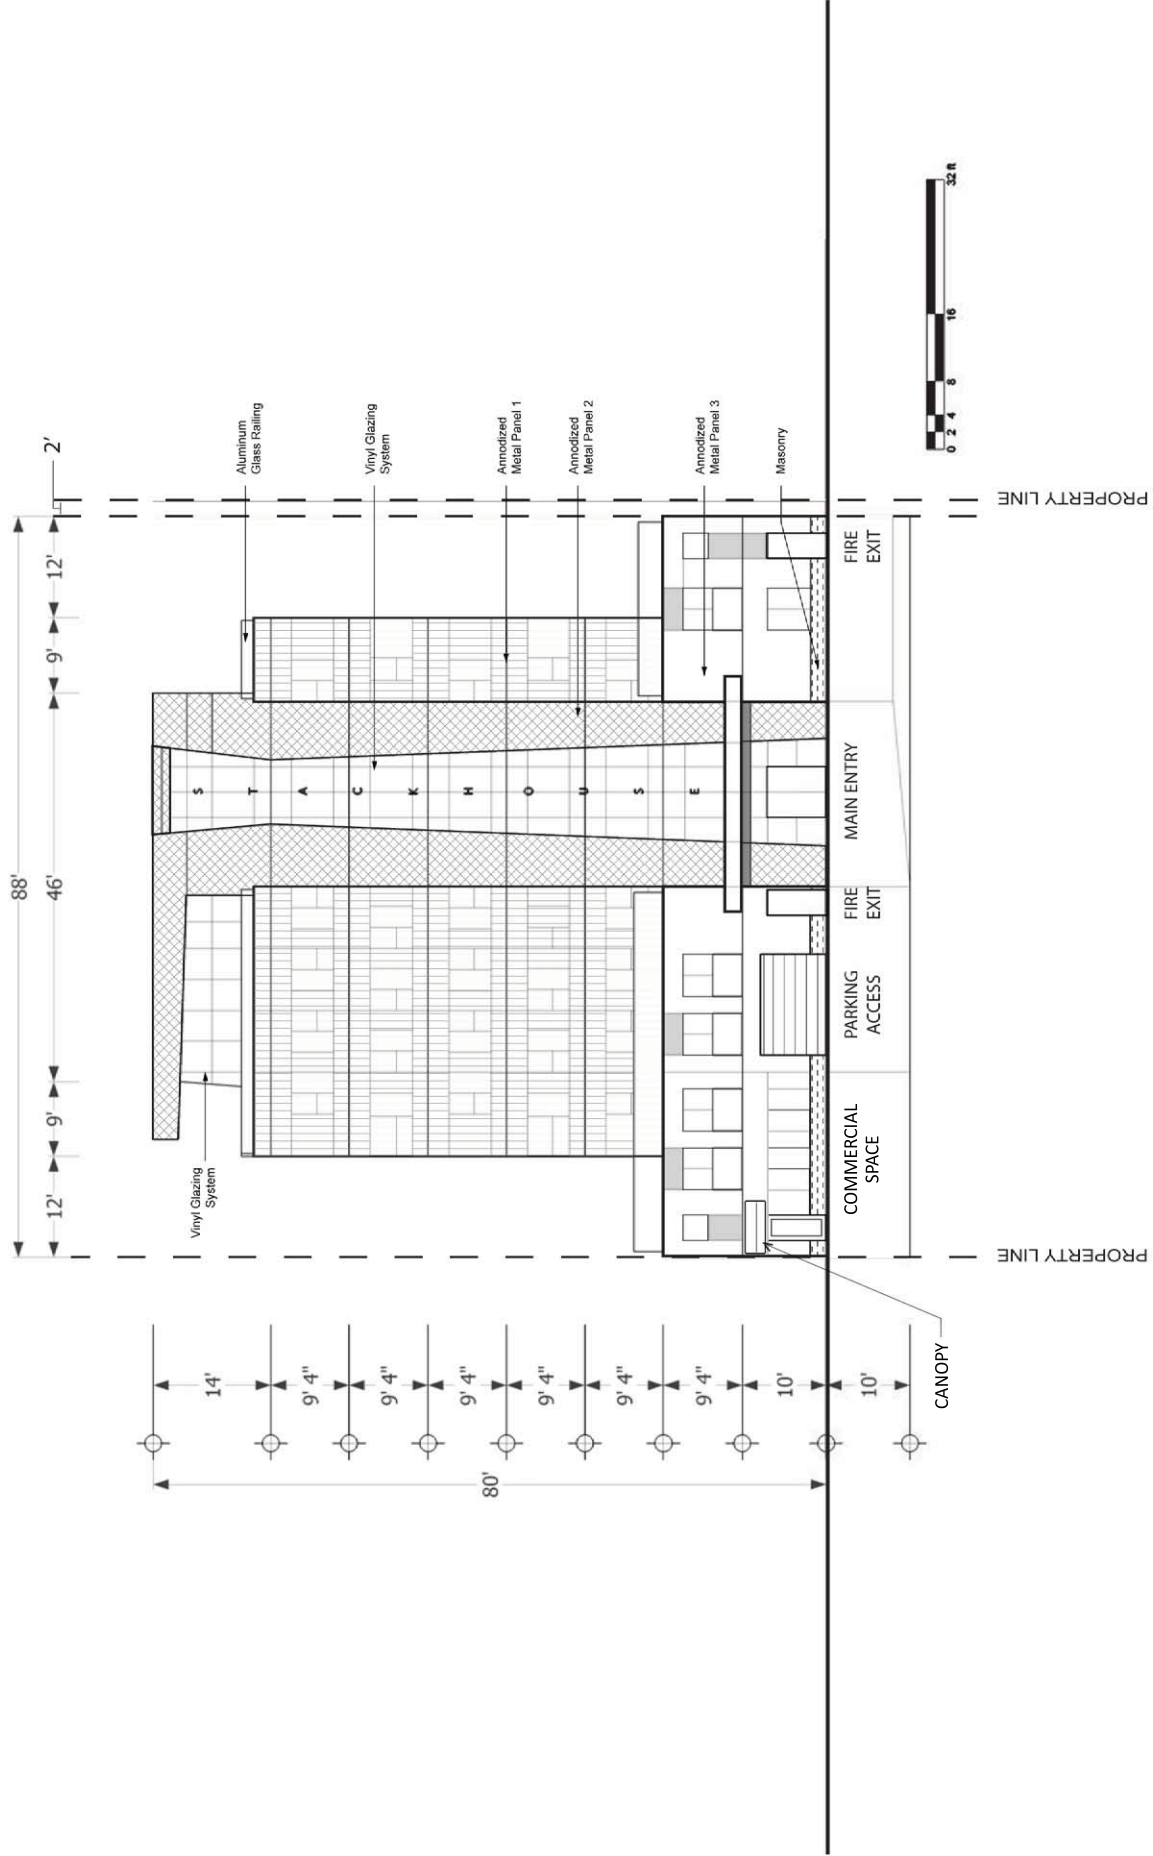 88'
12'
9'
46'
9'
12'
2'
Vinyl Glazing
System
Aluminum
Glass Railing
Vinyl Glazing
System
Annodized
Metal Panel 1
Annodized
Metal Panel 2
Annodized
Metal Panel 3
Masonry
S
T
A
C
K
H
O
U
S
E
80'
14'
9' 4"
9' 4"
9' 4"
9' 4"
9' 4"
9' 4"
10'
10'
CANOPY
COMMERCIAL
SPACE
PARKING
ACCESS
FIRE
EXIT
MAIN ENTRY
FIRE
EXIT
PROPERTY LINE
PROPERTY LINE
0 2 4 8 16 32 ft